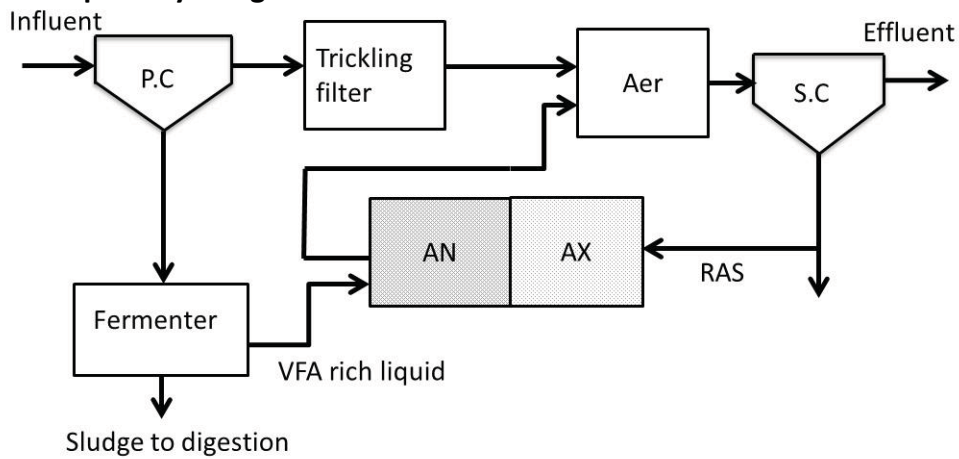 Influent
P.C
Trickling
filter
Aer
S.C
Effluent
AN
AX
RAS
Fermenter
VFA rich liquid
Sludge to digestion